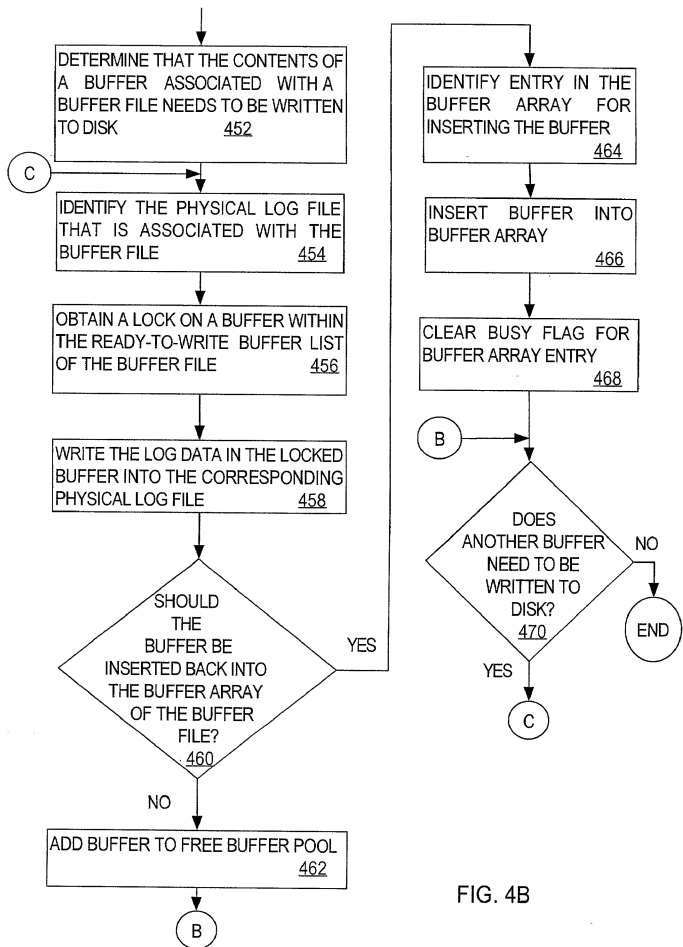 DETERMINE THAT THE CONTENTS OF
A BUFFER ASSOCIATED WITH A
BUFFER FILE NEEDS TO BE WRITTEN
TO DISK 452
C
IDENTIFY THE PHYSICAL LOG FILE
THAT IS ASSOCIATED WITH THE
BUFFER FILE 454
OBTAIN A LOCK ON A BUFFER WITHIN
THE READY-TO-WRITE BUFFER LIST
OF THE BUFFER FILE 456
WRITE THE LOG DATA IN THE LOCKED
BUFFER INTO THE CORRESPONDING
PHYSICAL LOG FILE 458
SHOULD
THE
BUFFER BE
INSERTED BACK INTO
THE BUFFER ARRAY
OF THE BUFFER
FILE?
460
YES
NO
ADD BUFFER TO FREE BUFFER POOL
462
B
IDENTIFY ENTRY IN THE
BUFFER ARRAY FOR
INSERTING THE BUFFER
464
INSERT BUFFER INTO
BUFFER ARRAY
466
CLEAR BUSY FLAG FOR
BUFFER ARRAY ENTRY
468
B
DOES
ANOTHER BUFFER
NEED TO BE
WRITTEN TO
DISK?
470
NO
END
YES
C
FIG. 4B